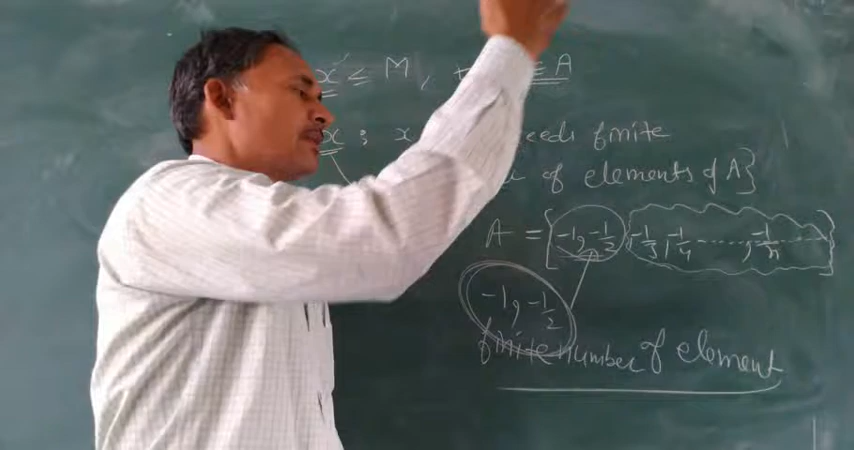 x ≤ M, ∈ A
x ; x eeds finite
of elements of A}
A = [-1, -1/2, -1/3, -1/4 ......, -1/n ......]
-1, -1/2
finite number of element